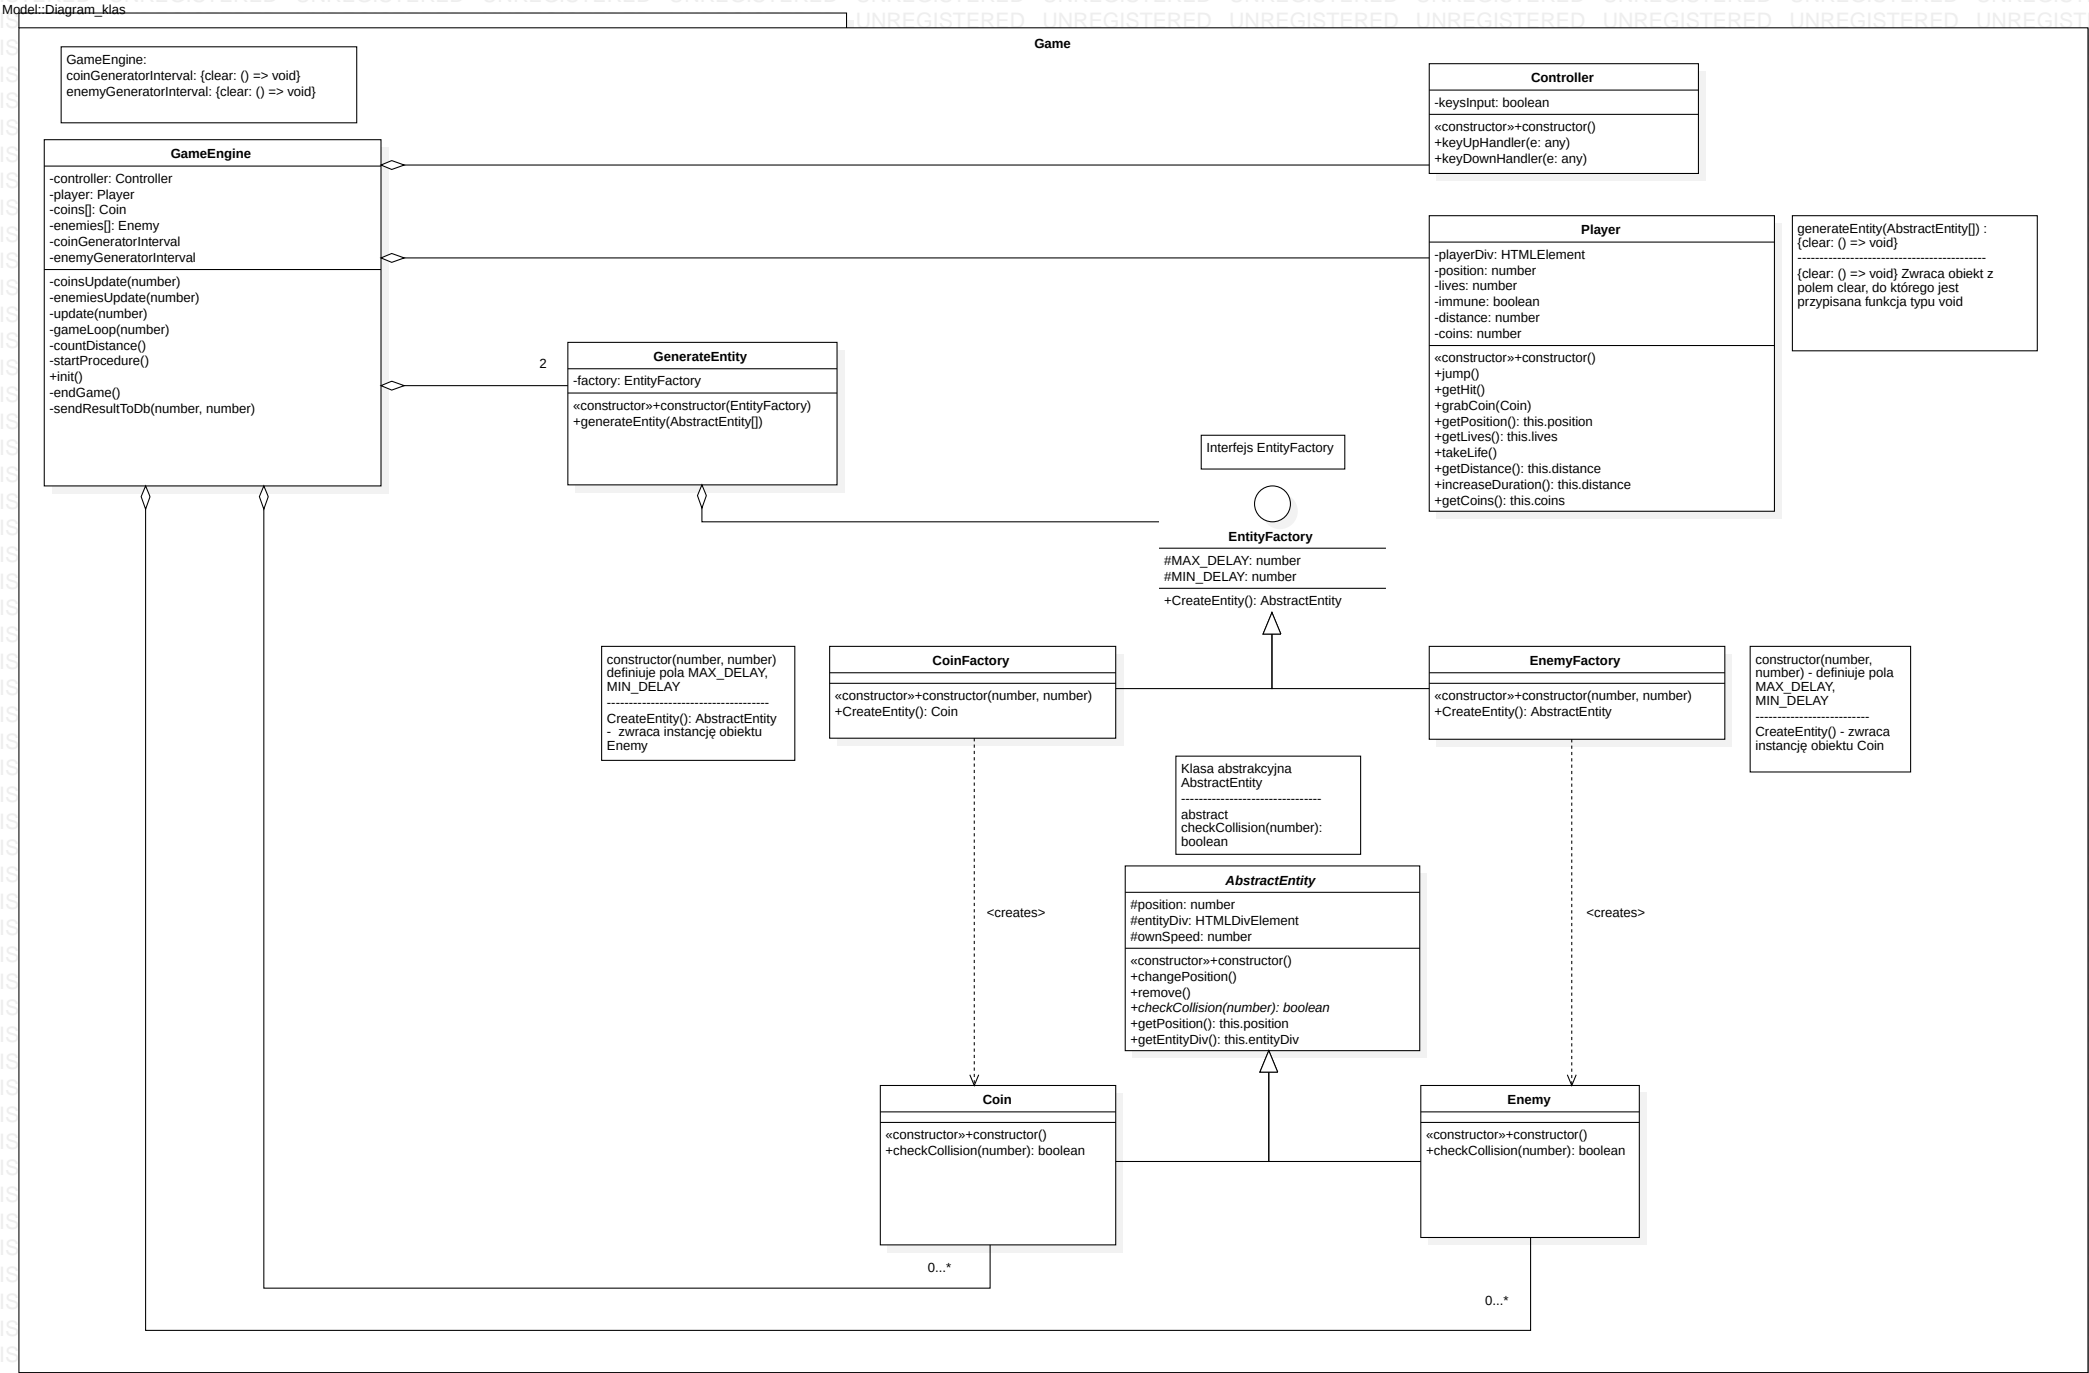 Model::Diagram_klas
UNREGISTERED UNREGISTERED UNREGISTERED UNREGISTERED UNREGISTERED UNREGISTERED
Game
GameEngine:
coinGeneratorInterval: {clear: () => void}
enemyGeneratorInterval: {clear: () => void}
GameEngine
-controller: Controller
-player: Player
-coins[]: Coin
-enemies[]: Enemy
-coinGeneratorInterval
-enemyGeneratorInterval
-coinsUpdate(number)
-enemiesUpdate(number)
-update(number)
-gameLoop(number)
-countDistance()
-startProcedure()
+init()
-endGame()
-sendResultToDb(number, number)
Controller
-keysInput: boolean
«constructor»+constructor()
+keyUpHandler(e: any)
+keyDownHandler(e: any)
Player
-playerDiv: HTMLElement
-position: number
-lives: number
-immune: boolean
-distance: number
-coins: number
«constructor»+constructor()
+jump()
+getHit()
+grabCoin(Coin)
+getPosition(): this.position
+getLives(): this.lives
+takeLife()
+getDistance(): this.distance
+increaseDuration(): this.distance
+getCoins(): this.coins
generateEntity(AbstractEntity[]) :
{clear: () => void}
-------------------------------------------
{clear: () => void} Zwraca obiekt z
polem clear, do którego jest
przypisana funkcja typu void
2
GenerateEntity
-factory: EntityFactory
«constructor»+constructor(EntityFactory)
+generateEntity(AbstractEntity[])
Interfejs EntityFactory
EntityFactory
#MAX_DELAY: number
#MIN_DELAY: number
+CreateEntity(): AbstractEntity
constructor(number, number)
definiuje pola MAX_DELAY,
MIN_DELAY
-------------------------------------
CreateEntity(): AbstractEntity
- zwraca instancję obiektu
Enemy
CoinFactory
«constructor»+constructor(number, number)
+CreateEntity(): Coin
EnemyFactory
«constructor»+constructor(number, number)
+CreateEntity(): AbstractEntity
constructor(number,
number) - definiuje pola
MAX_DELAY,
MIN_DELAY
--------------------------
CreateEntity() - zwraca
instancję obiektu Coin
Klasa abstrakcyjna
AbstractEntity
--------------------------------
abstract
checkCollision(number):
boolean
AbstractEntity
#position: number
#entityDiv: HTMLDivElement
#ownSpeed: number
«constructor»+constructor()
+changePosition()
+remove()
+checkCollision(number): boolean
+getPosition(): this.position
+getEntityDiv(): this.entityDiv
<creates>
<creates>
Coin
«constructor»+constructor()
+checkCollision(number): boolean
Enemy
«constructor»+constructor()
+checkCollision(number): boolean
0...*
0...*